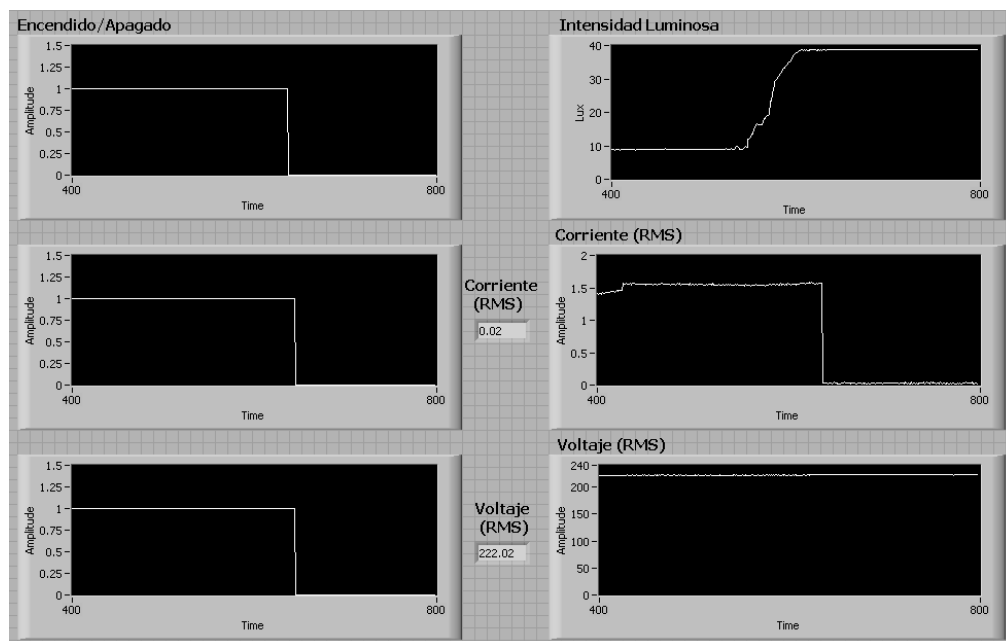 Encendido/Apagado
1.5
1.25
1
0.75
0.5
0.25
0
Amplitude
400
800
Time
Intensidad Luminosa
40
30
20
10
0
Lux
400
800
Time
1.5
1.25
1
0.75
0.5
0.25
0
Amplitude
400
800
Time
Corriente
(RMS)
0.02
Corriente (RMS)
2
1.5
1
0.5
0
Amplitude
400
800
Time
1.5
1.25
1
0.75
0.5
0.25
0
Amplitude
400
800
Time
Voltaje
(RMS)
222.02
Voltaje (RMS)
240
200
150
100
50
0
Amplitude
400
800
Time